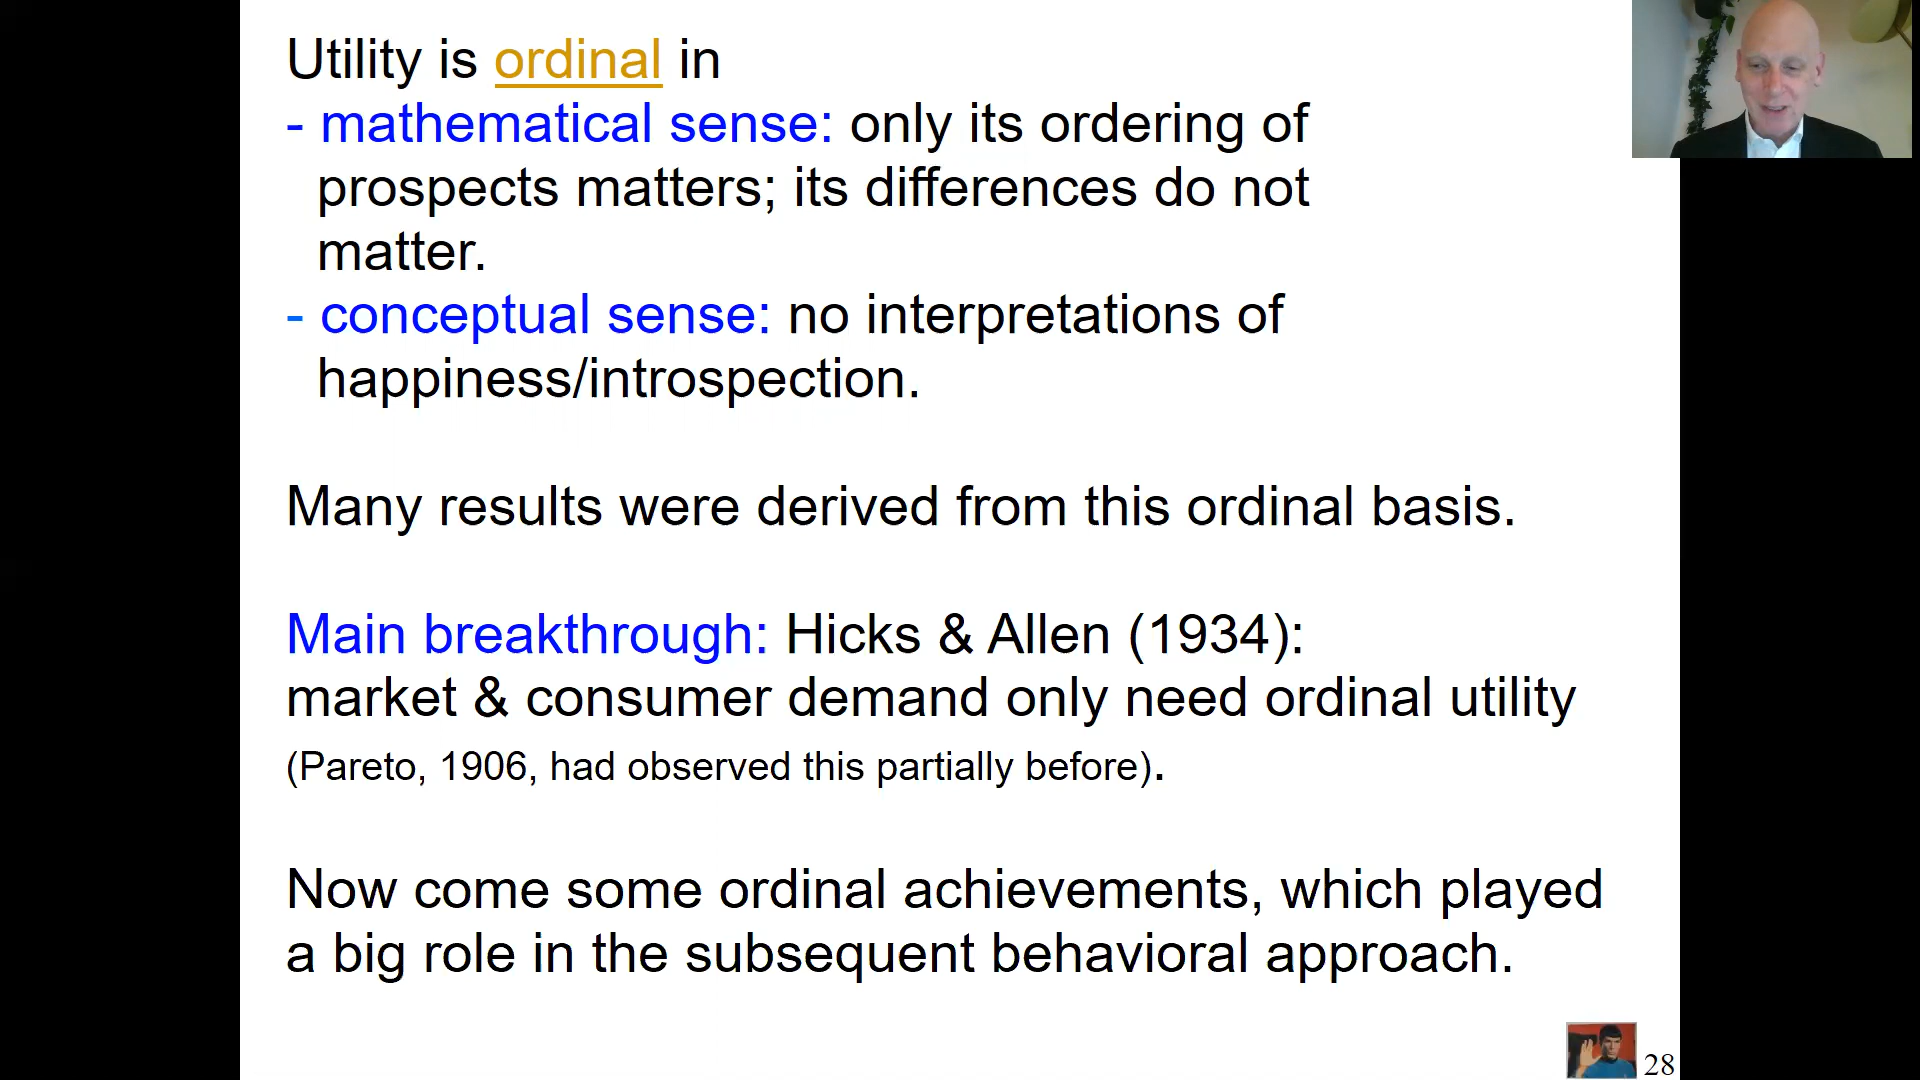 Utility is ordinal in
- mathematical sense: only its ordering of
prospects matters; its differences do not
matter.
- conceptual sense: no interpretations of
happiness/introspection.
Many results were derived from this ordinal basis.
Main breakthrough: Hicks & Allen (1934):
market & consumer demand only need ordinal utility
(Pareto, 1906, had observed this partially before).
Now come some ordinal achievements, which played
a big role in the subsequent behavioral approach.
28